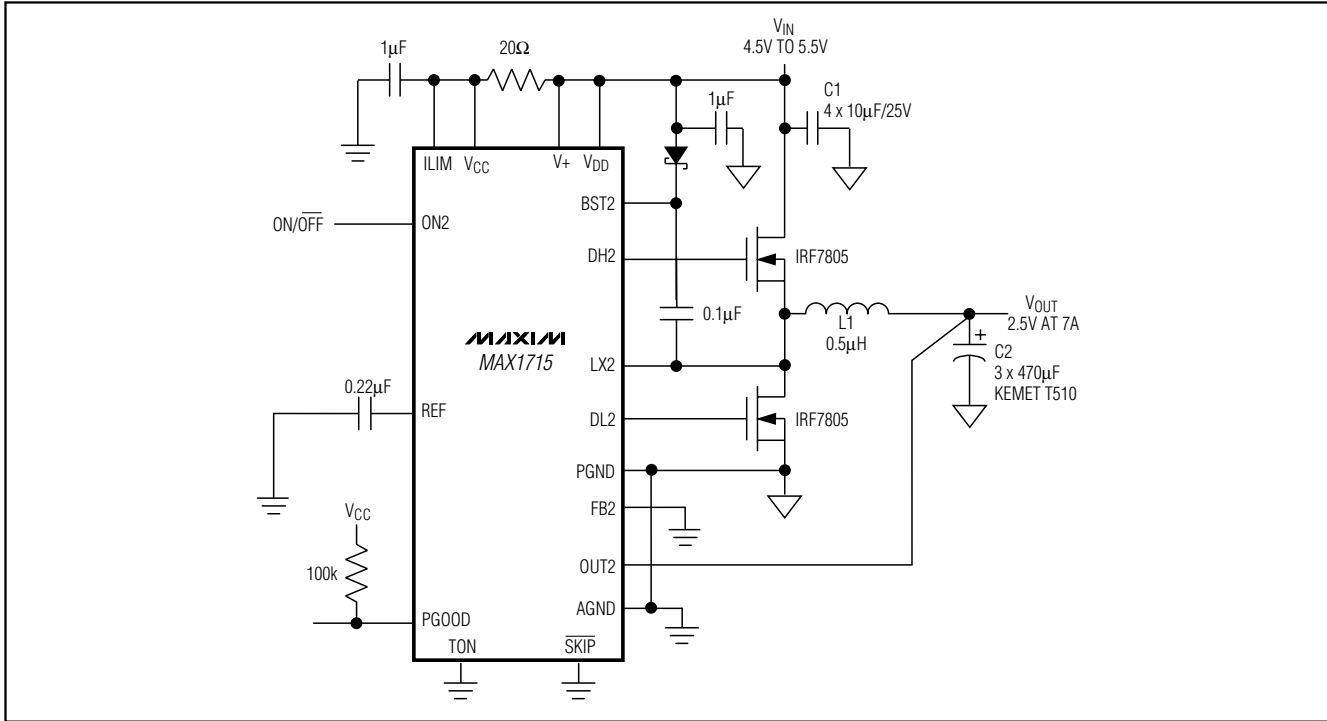 V_IN
4.5V TO 5.5V
1µF
20Ω
C1
4 x 10µF/25V
1µF
ILIM
V_CC
V+
V_DD
BST2
ON/O̅F̅F̅
ON2
DH2
IRF7805
0.1µF
L1
0.5µH
V_OUT
2.5V AT 7A
+
C2
3 x 470µF
KEMET T510
MAXIM
MAX1715
LX2
0.22µF
REF
DL2
IRF7805
PGND
V_CC
FB2
100k
OUT2
AGND
PGOOD
TON
S̅K̅I̅P̅